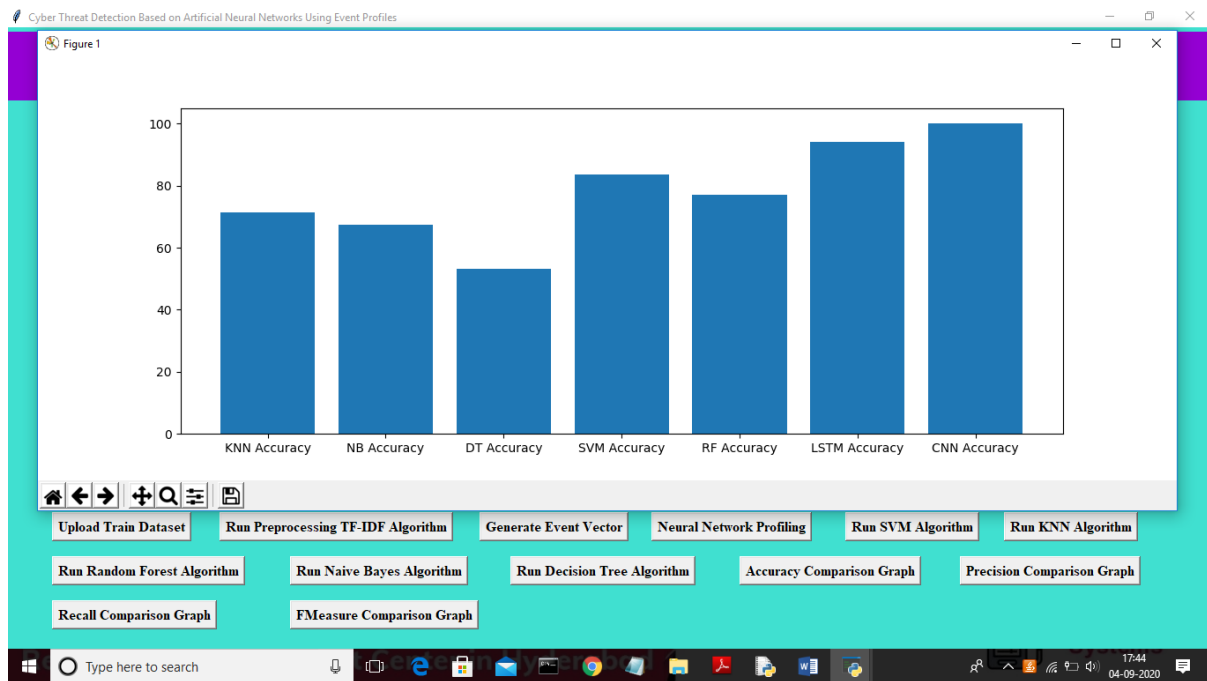 Cyber Threat Detection Based on Artificial Neural Networks Using Event Profiles
Figure 1
100
80
60
40
20
0
KNN Accuracy NB Accuracy DT Accuracy SVM Accuracy RF Accuracy LSTM Accuracy CNN Accuracy
Upload Train Dataset Run Preprocessing TF-IDF Algorithm Generate Event Vector Neural Network Profiling Run SVM Algorithm Run KNN Algorithm
Run Random Forest Algorithm Run Naive Bayes Algorithm Run Decision Tree Algorithm Accuracy Comparison Graph Precision Comparison Graph
Recall Comparison Graph FMeasure Comparison Graph
Type here to search
17:44
04-09-2020